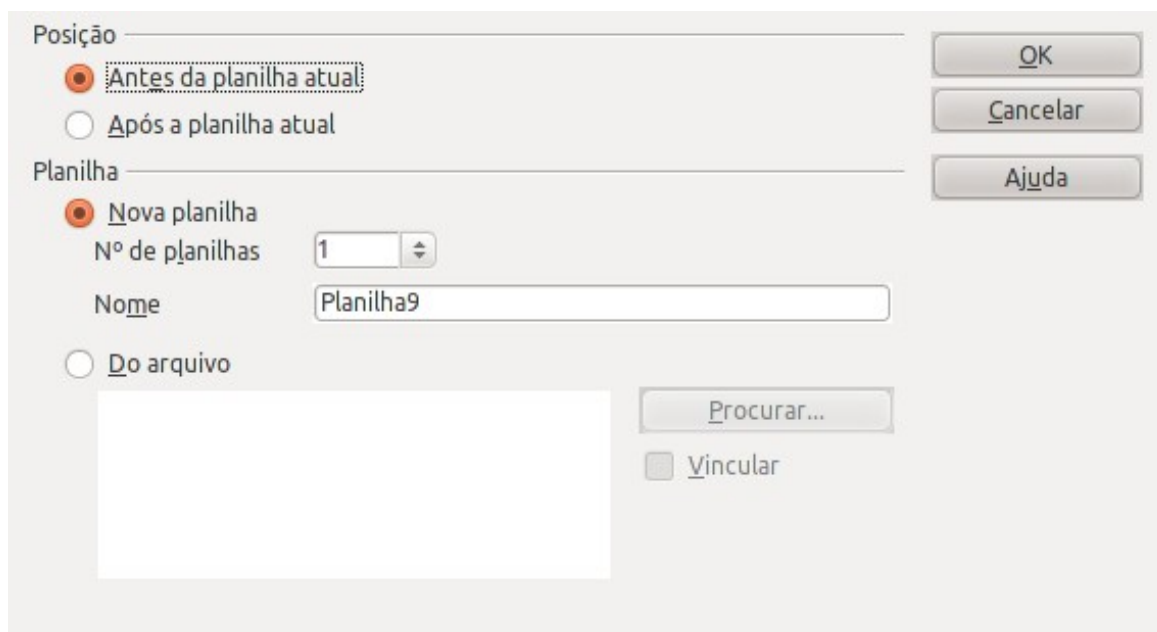 Posição
Antes da planilha atual
Após a planilha atual
Planilha
Nova planilha
Nº de planilhas 1
Nome Planilha9
Do arquivo
Procurar...
Vincular
OK
Cancelar
Ajuda